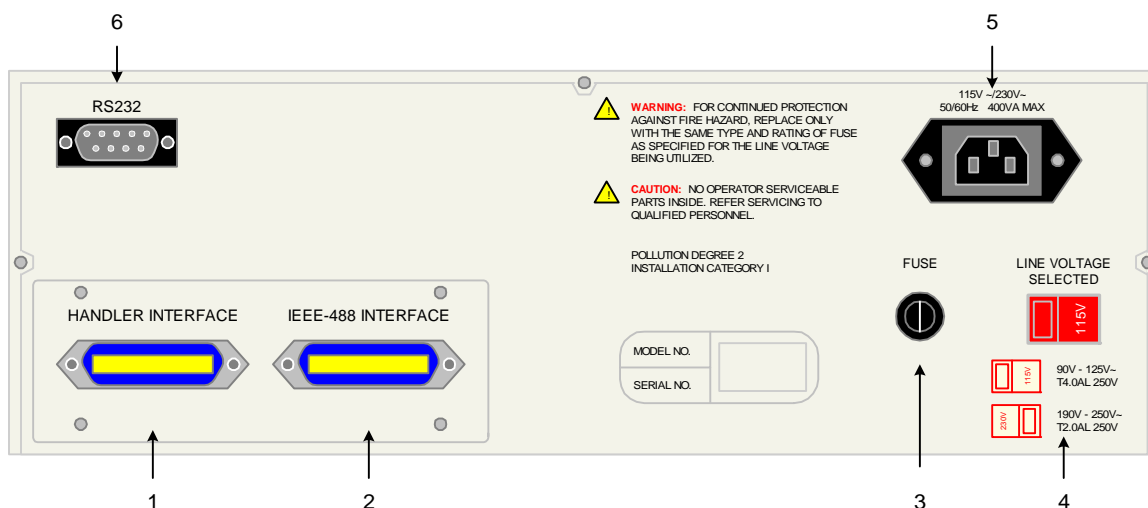 6
5
RS232
WARNING: FOR CONTINUED PROTECTION
AGAINST FIRE HAZARD, REPLACE ONLY
WITH THE SAME TYPE AND RATING OF FUSE
AS SPECIFIED FOR THE LINE VOLTAGE
BEING UTILIZED.
115V ~/230V~
50/60Hz 400VA MAX
CAUTION: NO OPERATOR SERVICEABLE
PARTS INSIDE. REFER SERVICING TO
QUALIFIED PERSONNEL.
POLLUTION DEGREE 2
INSTALLATION CATEGORY I
FUSE
LINE VOLTAGE
SELECTED
115V
HANDLER INTERFACE
IEEE-488 INTERFACE
MODEL NO.
SERIAL NO.
115V
90V - 125V~
T4.0AL 250V
230V
190V - 250V~
T2.0AL 250V
1
2
3
4